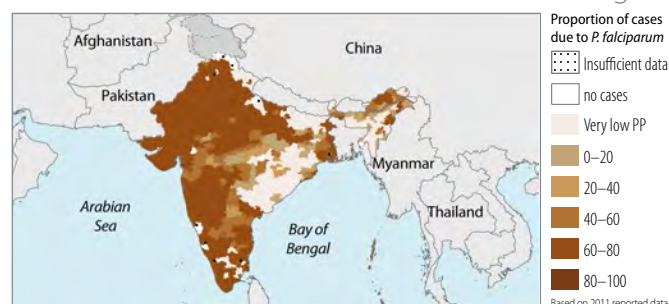 Proportion of cases
due to P. falciparum
Afghanistan
China
Insufficient data
Pakistan
no cases
Very low PP
0–20
Myanmar
20–40
Arabian
Sea
Thailand
40–60
Bay of
Bengal
60–80
80–100
Based on 2011 reported data